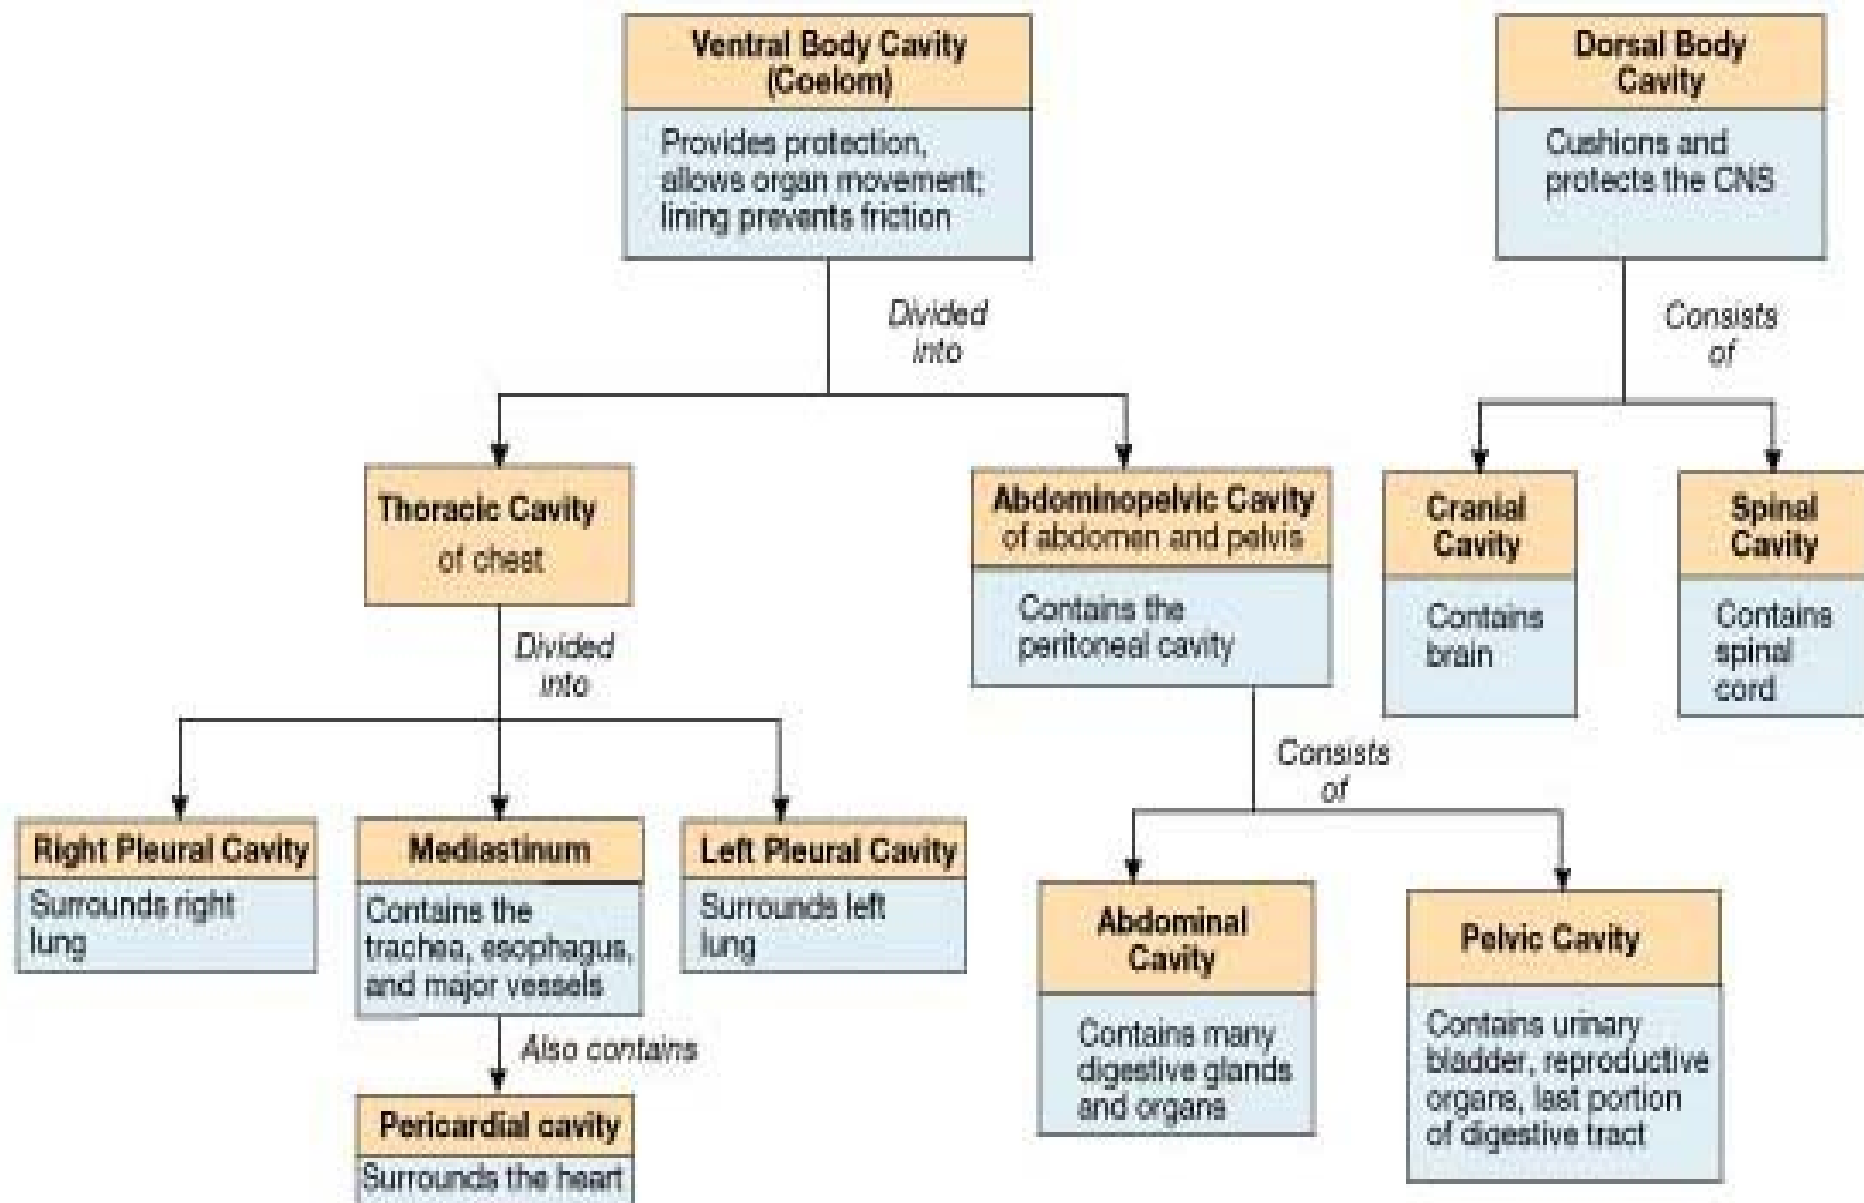 Ventral Body Cavity
(Coelom)
Provides protection,
allows organ movement;
lining prevents friction
Dorsal Body
Cavity
Cushions and
protects the CNS
Divided
into
Consists
of
Thoracic Cavity
of chest
Abdominopelvic Cavity
of abdomen and pelvis
Contains the
peritoneal cavity
Cranial
Cavity
Contains
brain
Spinal
Cavity
Contains
spinal
cord
Divided
into
Consists
of
Right Pleural Cavity
Surrounds right
lung
Mediastinum
Contains the
trachea, esophagus,
and major vessels
Left Pleural Cavity
Surrounds left
lung
Also contains
Pericardial cavity
Surrounds the heart
Abdominal
Cavity
Contains many
digestive glands
and organs
Pelvic Cavity
Contains urinary
bladder, reproductive
organs, last portion
of digestive tract